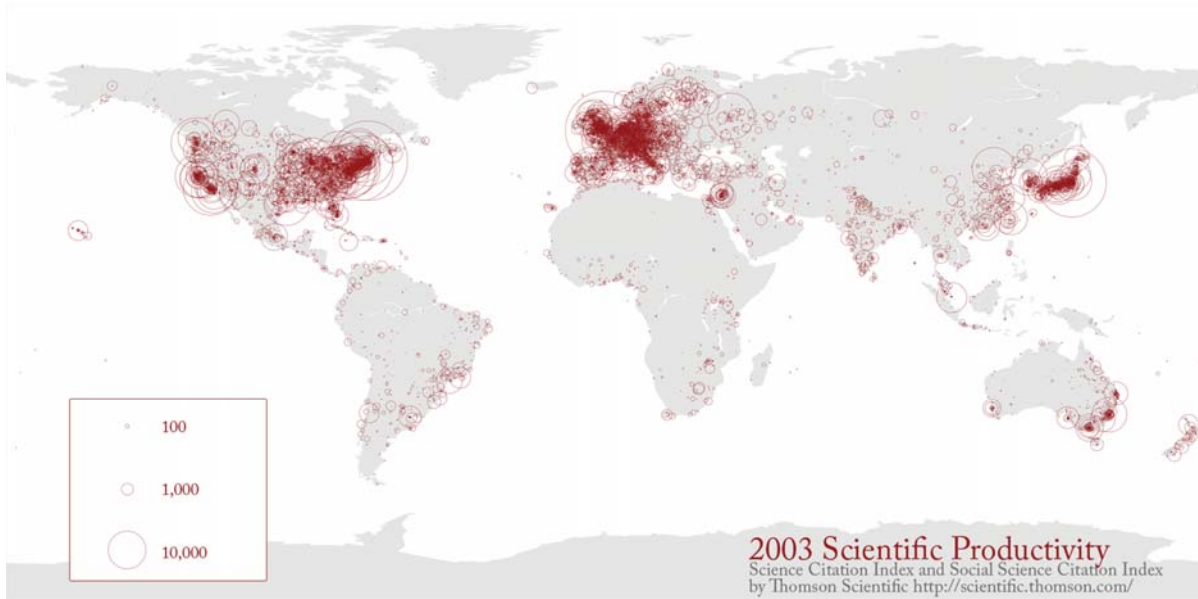 100
1,000
10,000
2003 Scientific Productivity
Science Citation Index and Social Science Citation Index
by Thomson Scientific http://scientific.thomson.com/